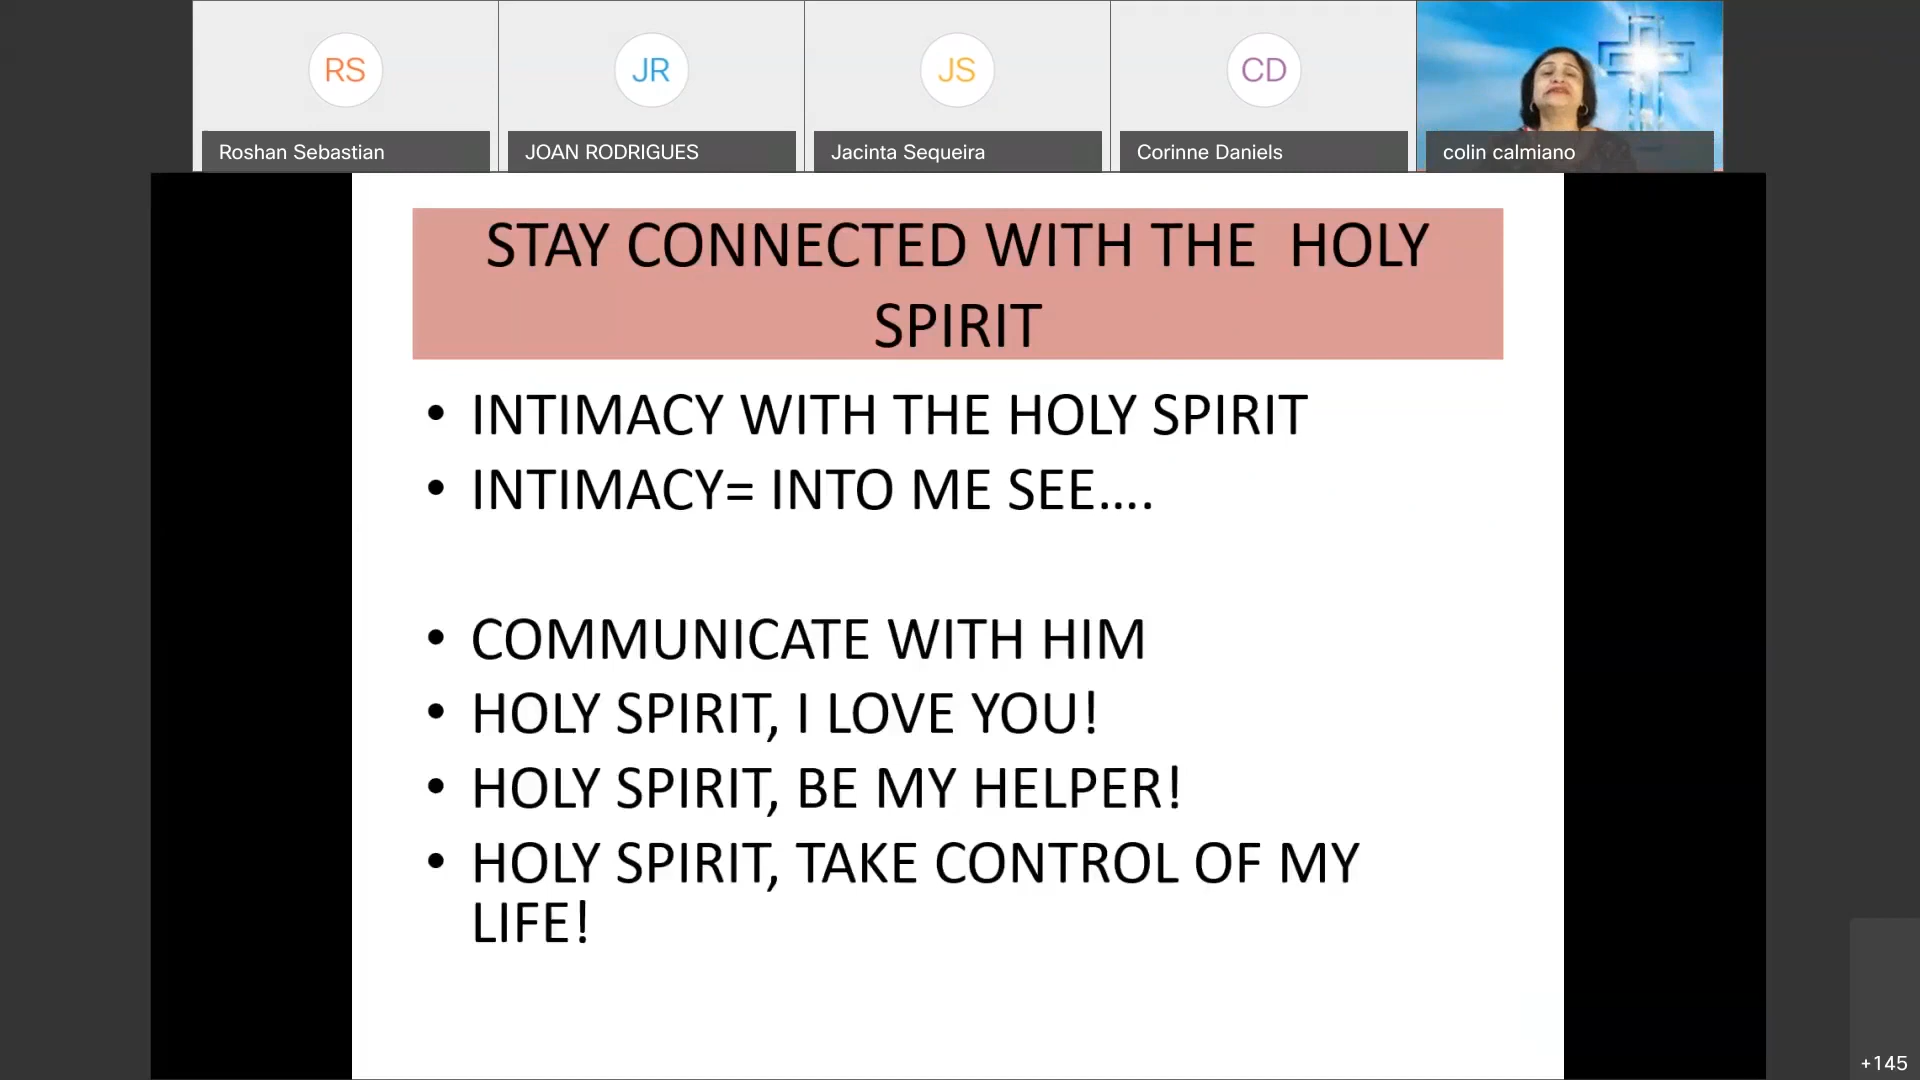 RS
JR
JS
CD
Roshan Sebastian
JOAN RODRIGUES
Jacinta Sequeira
Corinne Daniels
colin calmiano
STAY CONNECTED WITH THE  HOLY
SPIRIT
• INTIMACY WITH THE HOLY SPIRIT
• INTIMACY= INTO ME SEE….
• COMMUNICATE WITH HIM
• HOLY SPIRIT, I LOVE YOU!
• HOLY SPIRIT, BE MY HELPER!
• HOLY SPIRIT, TAKE CONTROL OF MY
LIFE!
+145